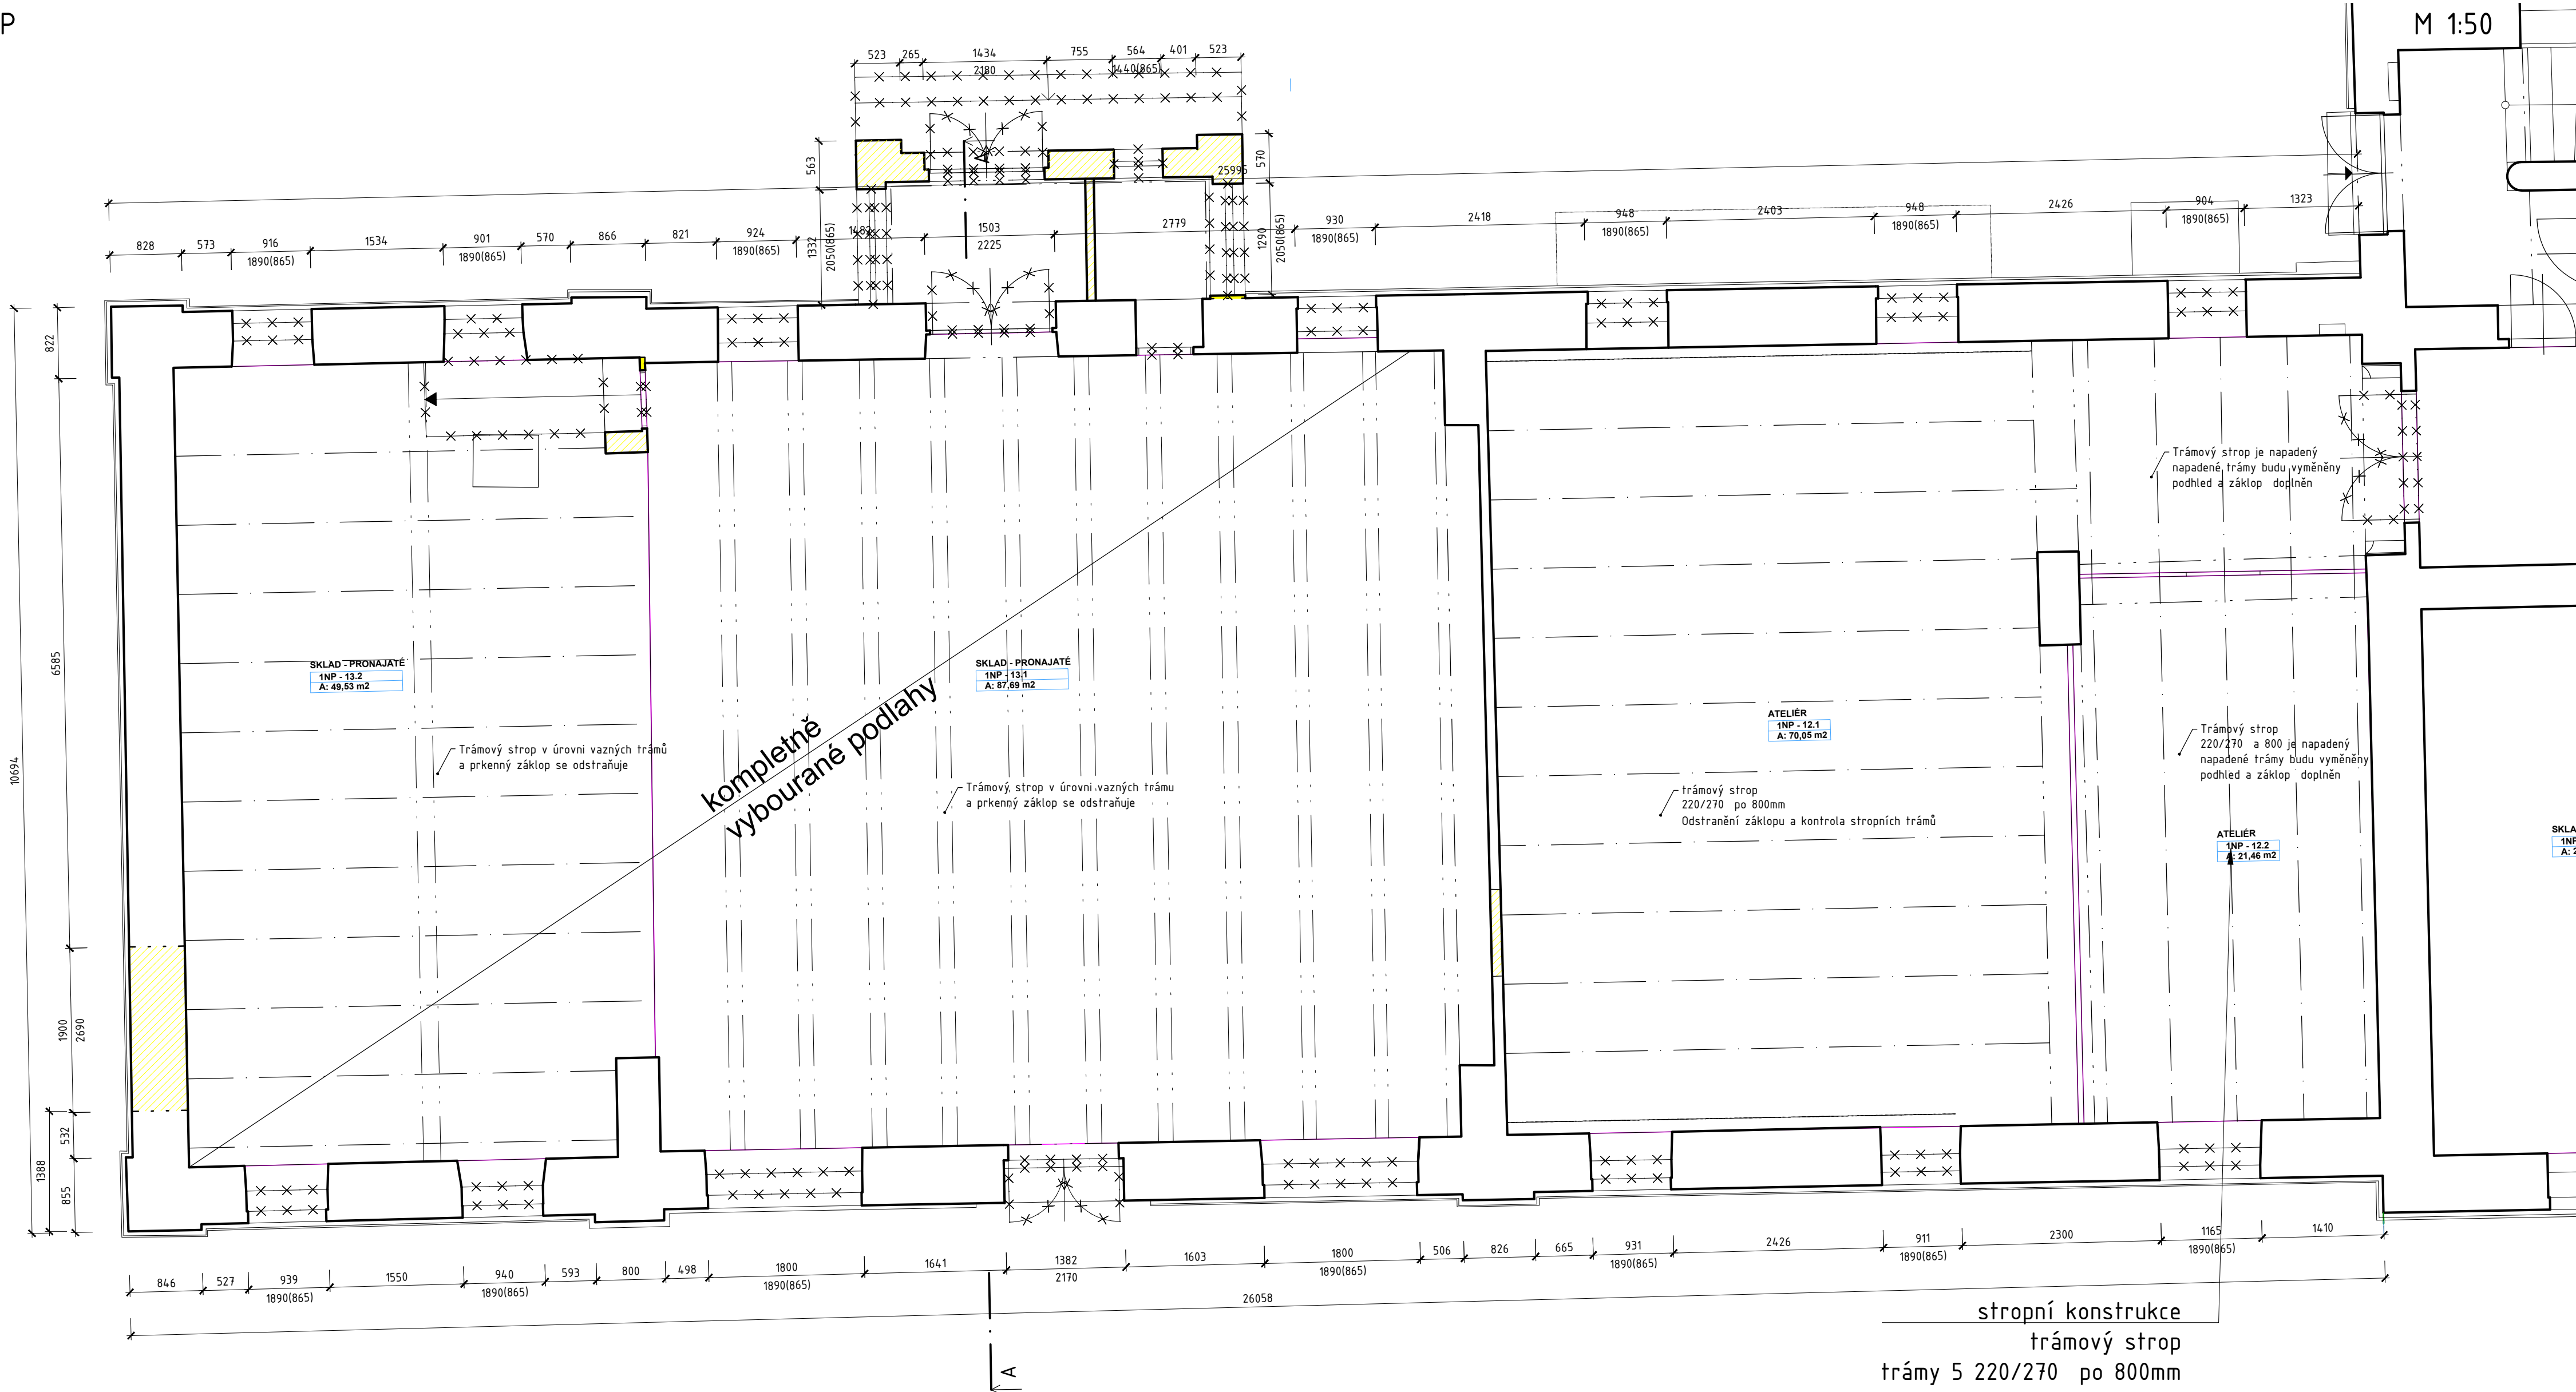 P
M 1:50
523 265 1434 755 564 401 523
2180 1440(865)
563
570
25995
1332
2050(865)
1290
2050(865)
828 573 916 1534 901 570 866 821 924 1482 1503 2779 930 2418 948 2403 948 2426 904 1323
1890(865) 1890(865) 1890(865) 2225 1890(865) 1890(865) 1890(865) 1890(865)
A
822
6585
10694
1900
2690
532
1388
855
Trámový strop je napadený
napadené trámy budu vyměněny
podhled a záklop doplněn
SKLAD - PRONAJATÉ
1NP - 13.2
A: 49,53 m2
SKLAD - PRONAJATÉ
1NP - 13.1
A: 87,69 m2
kompletně
vybourané podlahy
ATELIÉR
1NP - 12.1
A: 70,05 m2
Trámový strop
220/270 a 800 je napadený
napadené trámy budu vyměněny
podhled a záklop doplněn
Trámový strop v úrovni vazných trámů
a prkenný záklop se odstraňuje
Trámový strop v úrovni vazných trámu
a prkenný záklop se odstraňuje
trámový strop
220/270 po 800mm
Odstranění záklopu a kontrola stropních trámů
ATELIÉR
1NP - 12.2
A: 21,46 m2
SKLA
1NP
A: 2
846 527 939 1550 940 593 800 498 1800 1641 1382 1603 1800 506 826 665 931 2426 911 2300 1165 1410
1890(865) 1890(865) 1890(865) 2170 1890(865) 1890(865) 1890(865) 1890(865)
26058
A
stropní konstrukce
trámový strop
trámy 5 220/270 po 800mm